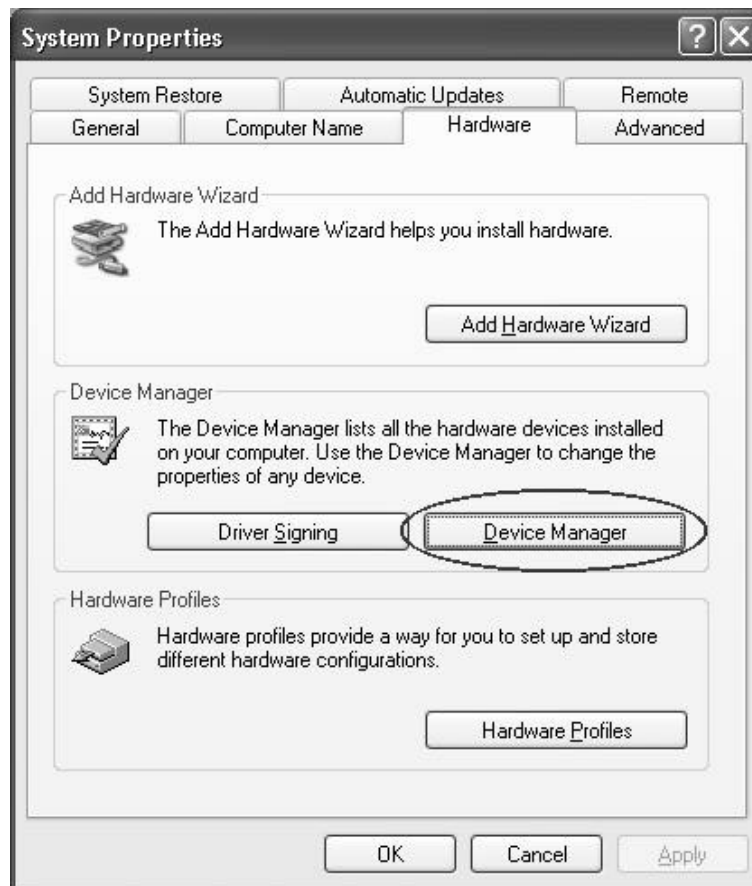 System Properties
System Restore Automatic Updates Remote
General Computer Name Hardware Advanced
Add Hardware Wizard
The Add Hardware Wizard helps you install hardware.
Add Hardware Wizard
Device Manager
The Device Manager lists all the hardware devices installed
on your computer. Use the Device Manager to change the
properties of any device.
Driver Signing Device Manager
Hardware Profiles
Hardware profiles provide a way for you to set up and store
different hardware configurations.
Hardware Profiles
OK Cancel Apply